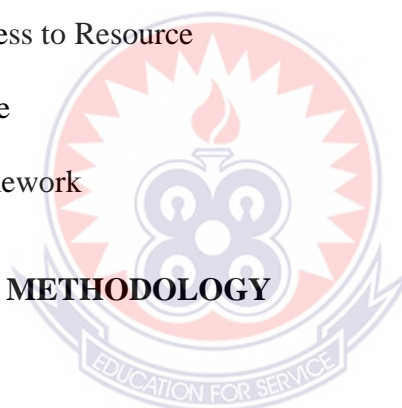 ess to Resource
e
ework
METHODOLOGY
EDUCATION FOR SERVICE